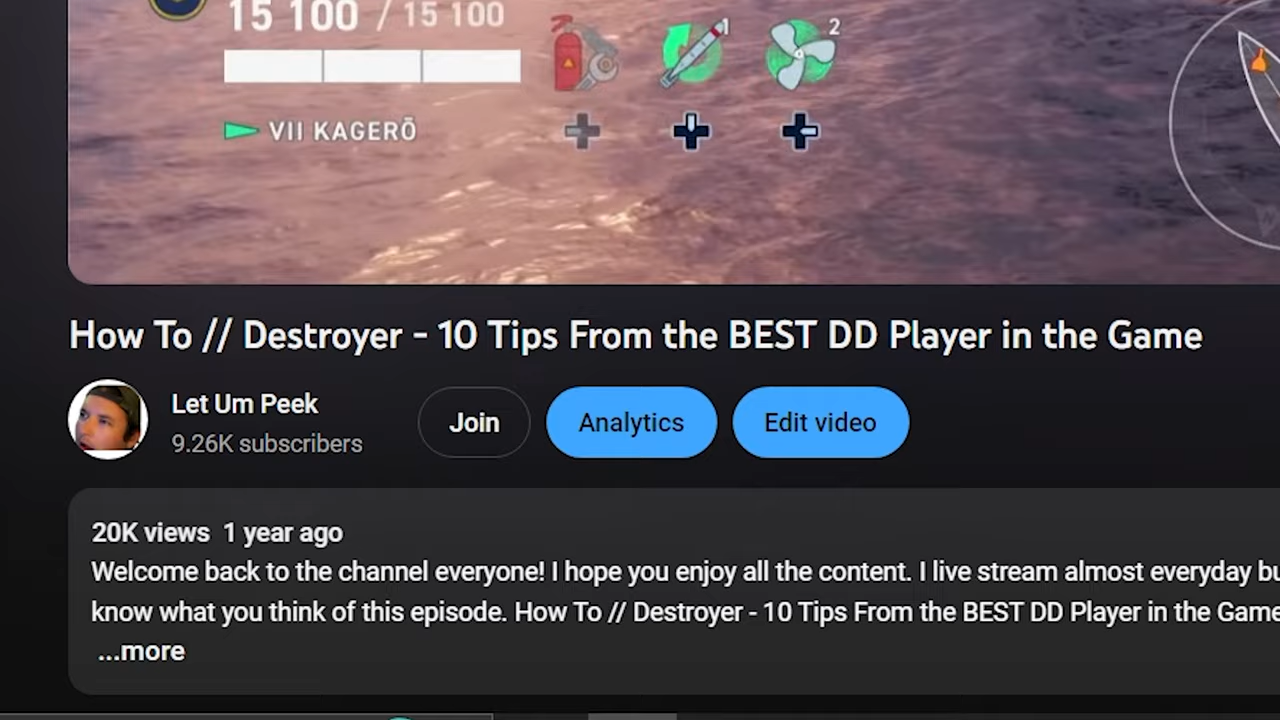 15 100 / 15 100
1
2
VII KAGERŌ
W
How To // Destroyer - 10 Tips From the BEST DD Player in the Game
Let Um Peek
9.26K subscribers
Join
Analytics
Edit video
20K views 1 year ago
Welcome back to the channel everyone! I hope you enjoy all the content. I live stream almost everyday bu
know what you think of this episode. How To // Destroyer - 10 Tips From the BEST DD Player in the Game
...more